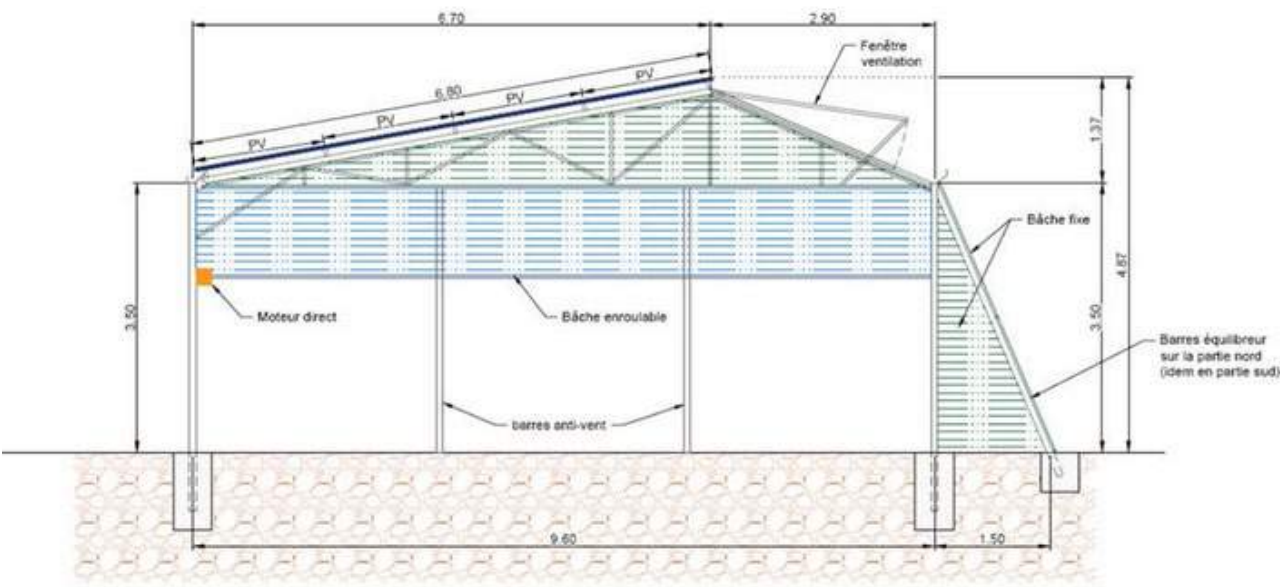 6.70
2.90
Fenêtre
ventilation
6.80
PV
PV
PV
PV
1.37
Bâche fixe
4.87
3.50
3.50
Moteur direct
Bâche enroulable
Barres équilibreur
sur la partie nord
(idem en partie sud)
barres anti-vent
9.60
1.50